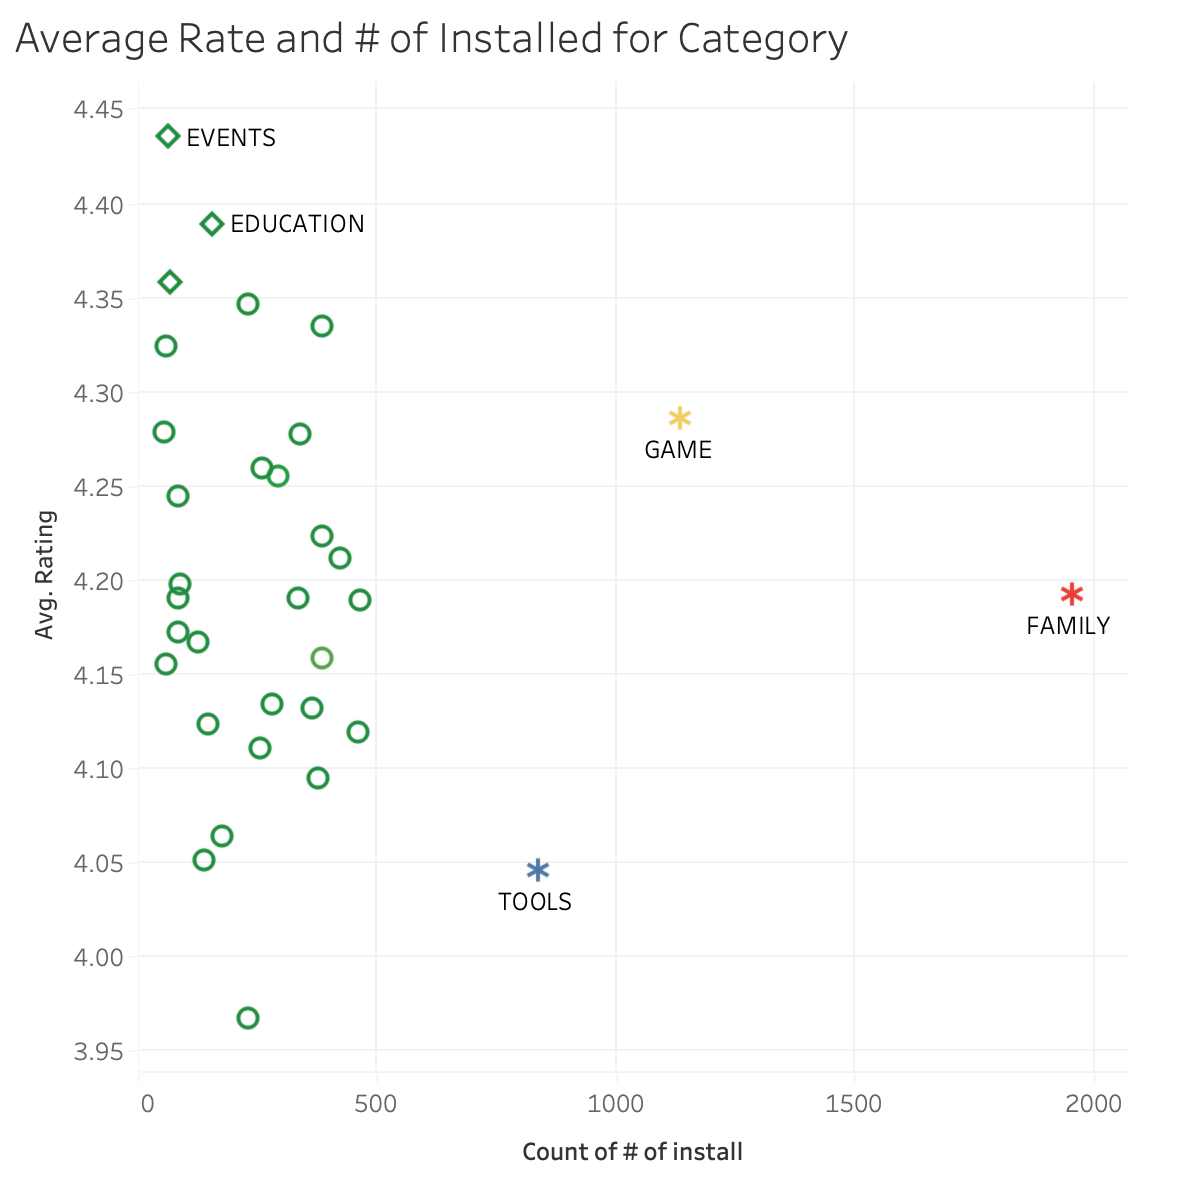 Average Rate and # of Installed for Category
4.45
EVENTS
4.40
EDUCATION
4.35
4.30
GAME
4.25
4.20
FAMILY
4.15
4.10
4.05
TOOLS
4.00
3.95
Avg. Rating
0 500 1000 1500 2000
Count of # of install